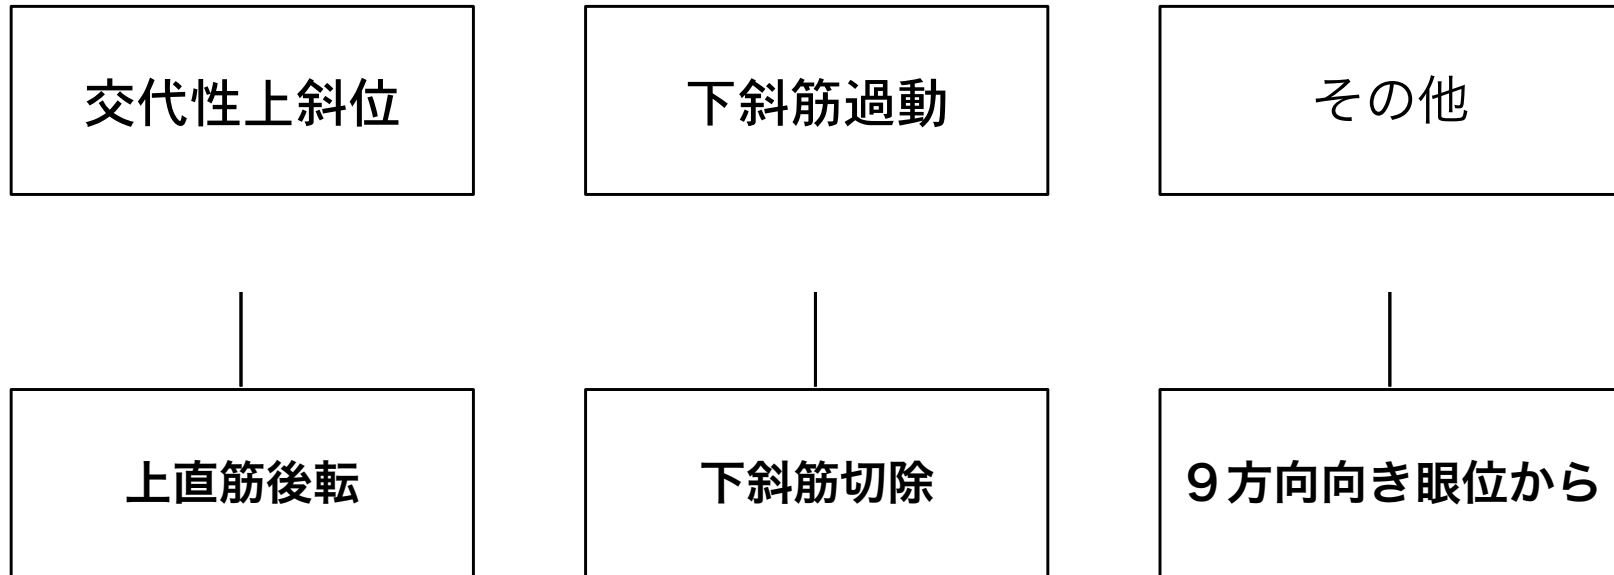 交代性上斜位
下斜筋過動
その他
上直筋後転
下斜筋切除
９方向向き眼位から